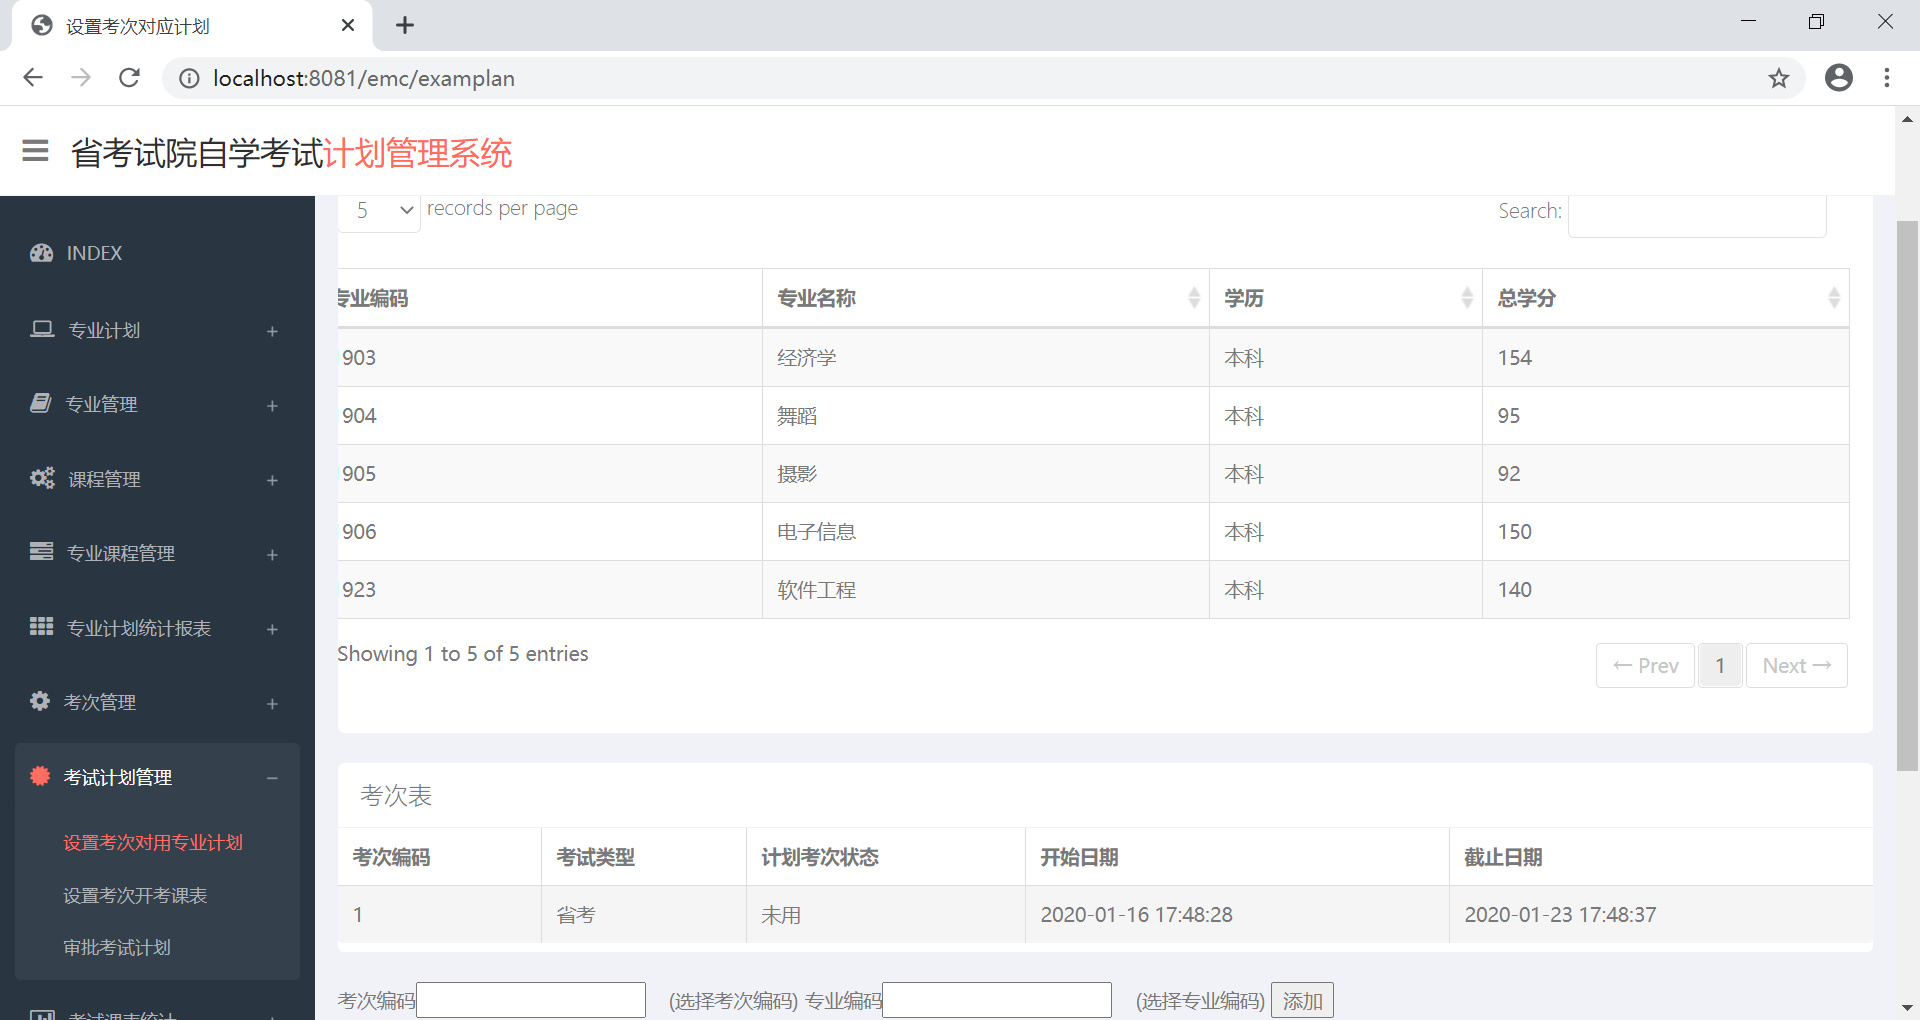 设置考次对应计划
localhost:8081/emc/examplan
省考试院自学考试计划管理系统
INDEX
专业计划 +
专业管理 +
课程管理 +
专业课程管理 +
专业计划统计报表 +
考次管理 +
考试计划管理 −
设置考次对用专业计划
设置考次开考课表
审批考试计划
考试课表统计
5 records per page
Search:
专业编码 专业名称 学历 总学分
903 经济学 本科 154
904 舞蹈 本科 95
905 摄影 本科 92
906 电子信息 本科 150
923 软件工程 本科 140
Showing 1 to 5 of 5 entries
← Prev 1 Next →
考次表
考次编码 考试类型 计划考次状态 开始日期 截止日期
1 省考 未用 2020-01-16 17:48:28 2020-01-23 17:48:37
考次编码 (选择考次编码) 专业编码 (选择专业编码) 添加